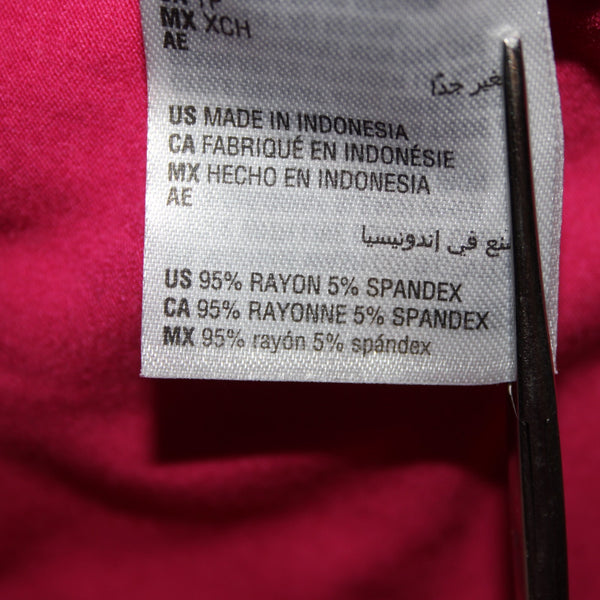 MX XCH
AE
جدًا
US MADE IN INDONESIA
CA FABRIQUÉ EN INDONÉSIE
MX HECHO EN INDONESIA
AE
في إندونيسيا
US 95% RAYON 5% SPANDEX
CA 95% RAYONNE 5% SPANDEX
MX 95% rayón 5% spándex